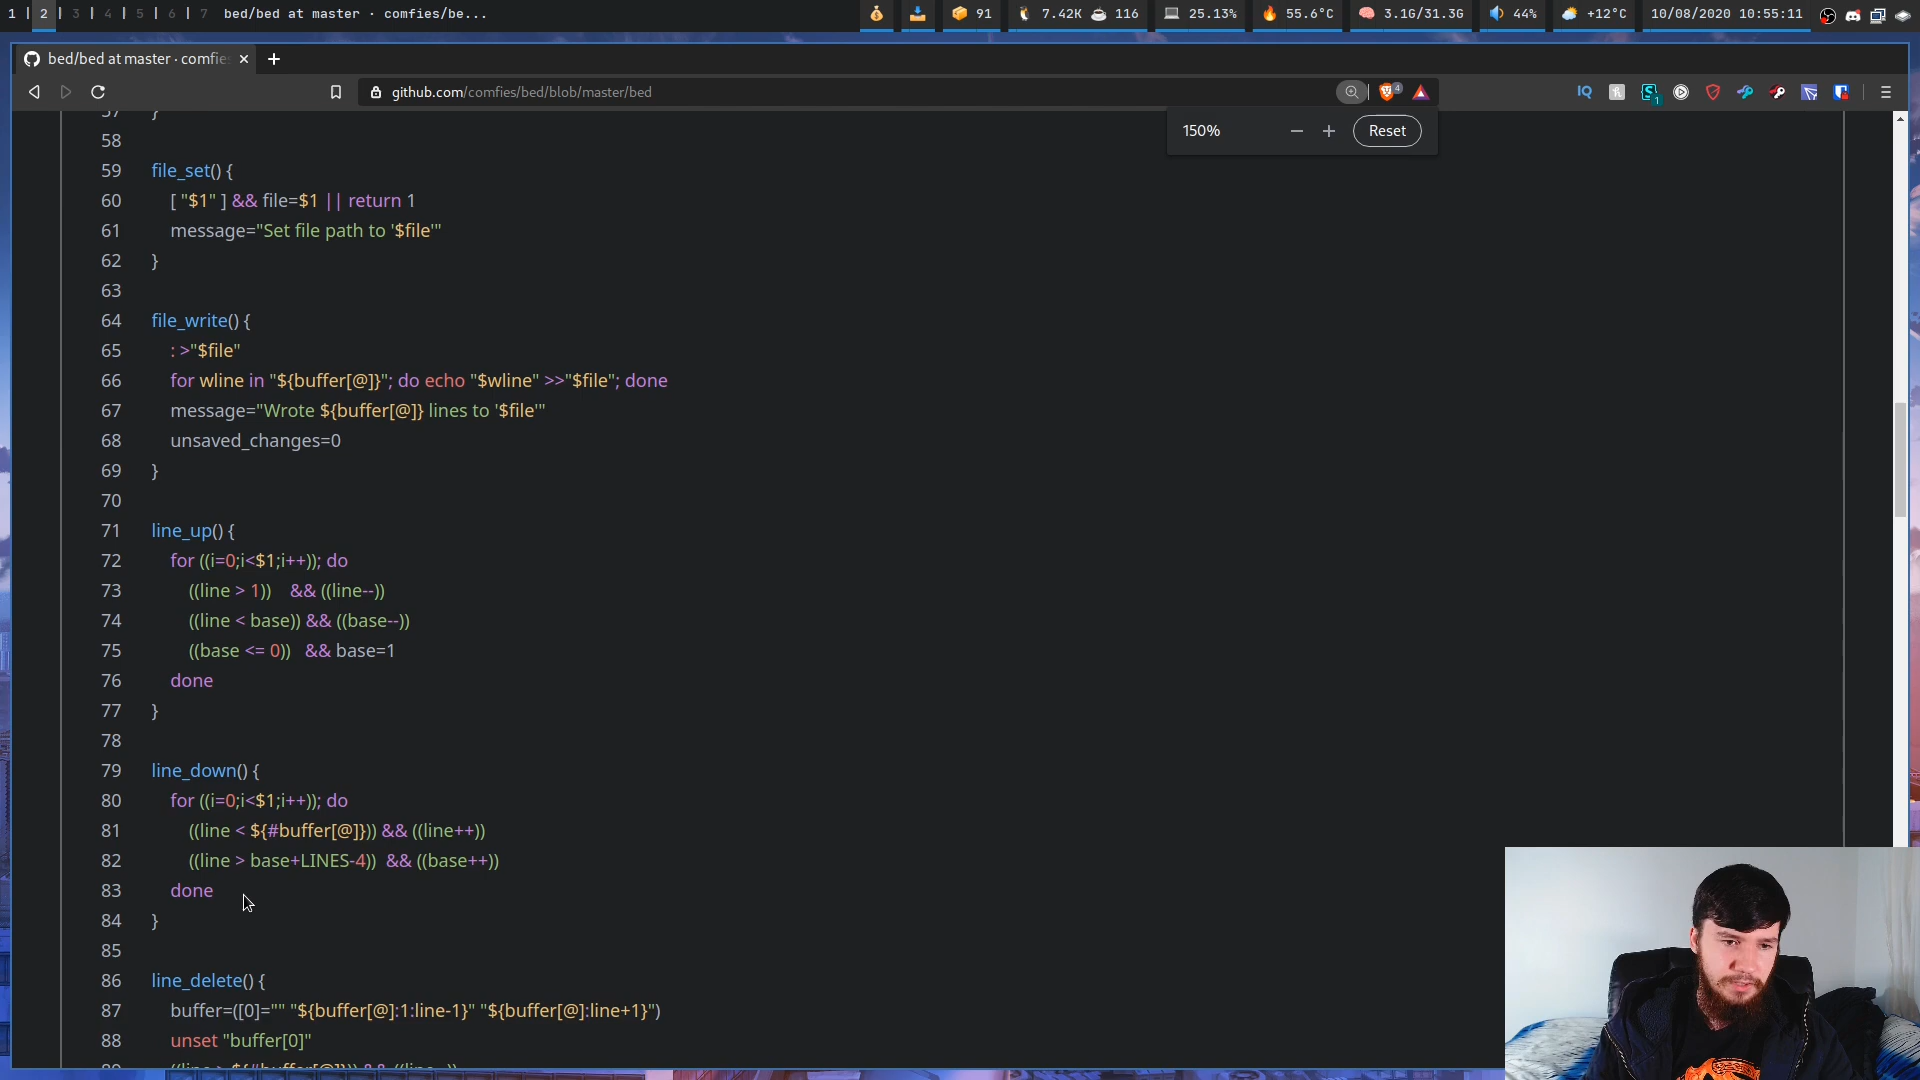 1 | 2 | 3 | 4 | 5 | 6 | 7 bed/bed at master · comfies/be... 91 7.42K 116 25.13% 55.6°C 3.1G/31.3G 44% +12°C 10/08/2020 10:55:11
bed/bed at master · comfies
github.com/comfies/bed/blob/master/bed
150% − + Reset
57 }
58
59 file_set() {
60 [ "$1" ] && file=$1 || return 1
61 message="Set file path to '$file'"
62 }
63
64 file_write() {
65 : >"$file"
66 for wline in "${buffer[@]}"; do echo "$wline" >>"$file"; done
67 message="Wrote ${buffer[@]} lines to '$file'"
68 unsaved_changes=0
69 }
70
71 line_up() {
72 for ((i=0;i<$1;i++)); do
73 ((line > 1)) && ((line--))
74 ((line < base)) && ((base--))
75 ((base <= 0)) && base=1
76 done
77 }
78
79 line_down() {
80 for ((i=0;i<$1;i++)); do
81 ((line < ${#buffer[@]})) && ((line++))
82 ((line > base+LINES-4)) && ((base++))
83 done
84 }
85
86 line_delete() {
87 buffer=([0]="" "${buffer[@]:1:line-1}" "${buffer[@]:line+1}")
88 unset "buffer[0]"
89 ((line > ${#buffer[@]})) && ((line--))